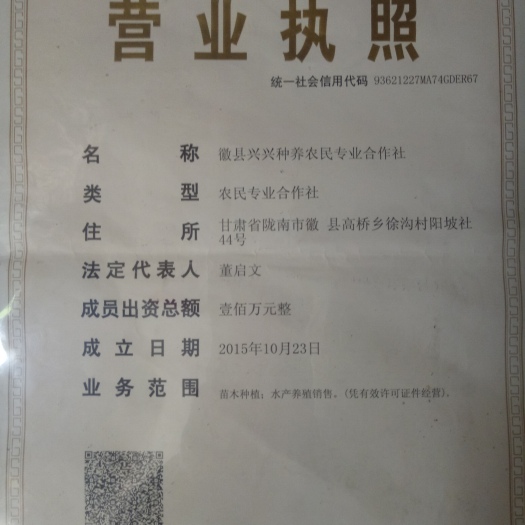 营业执照
统一社会信用代码 93621227MA74GDER67
名称 徽县兴兴种养农民专业合作社
类型 农民专业合作社
住所 甘肃省陇南市徽 县高桥乡徐沟村阳坡社
44号
法定代表人 董启文
成员出资总额 壹佰万元整
成立日期 2015年10月23日
业务范围 苗木种植；水产养殖销售。（凭有效许可证件经营）。